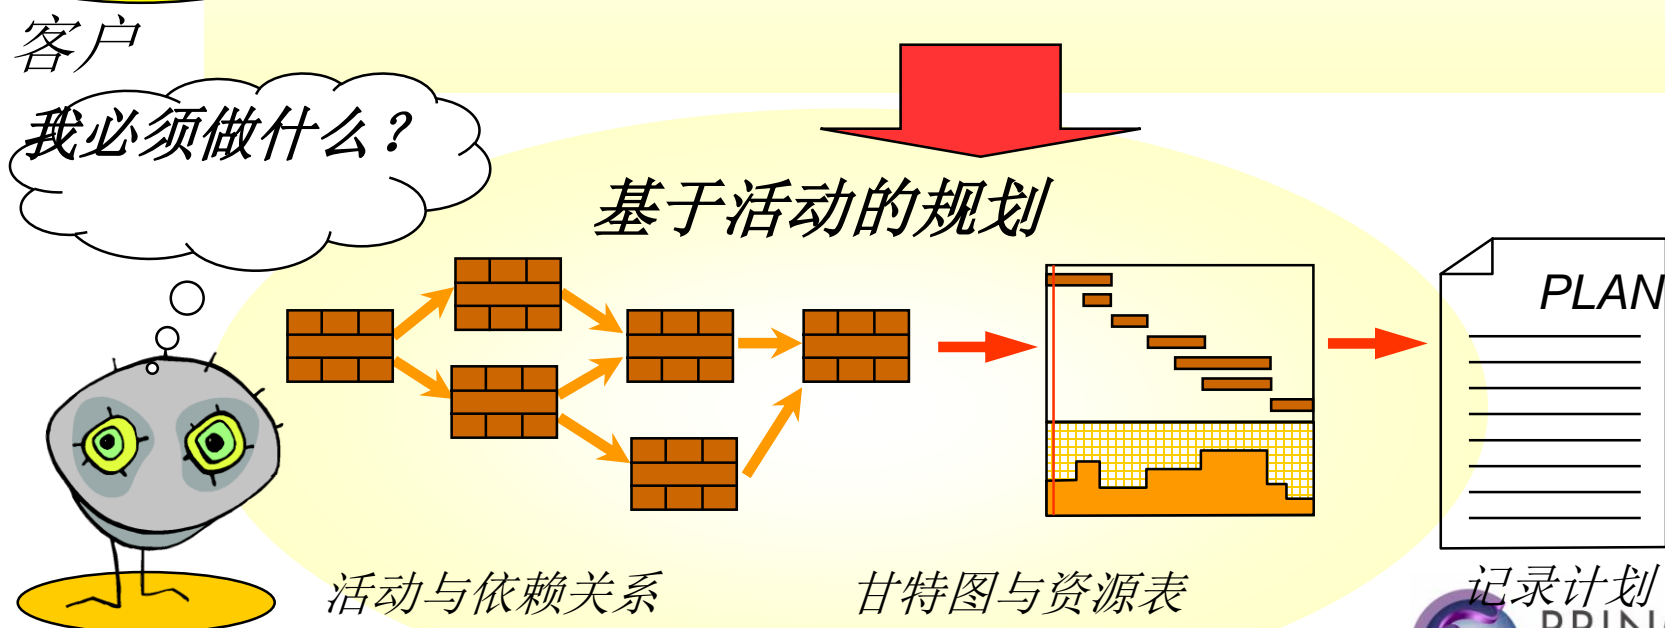 客户
我必须做什么？
基于活动的规划
PLAN
活动与依赖关系
甘特图与资源表
记录计划